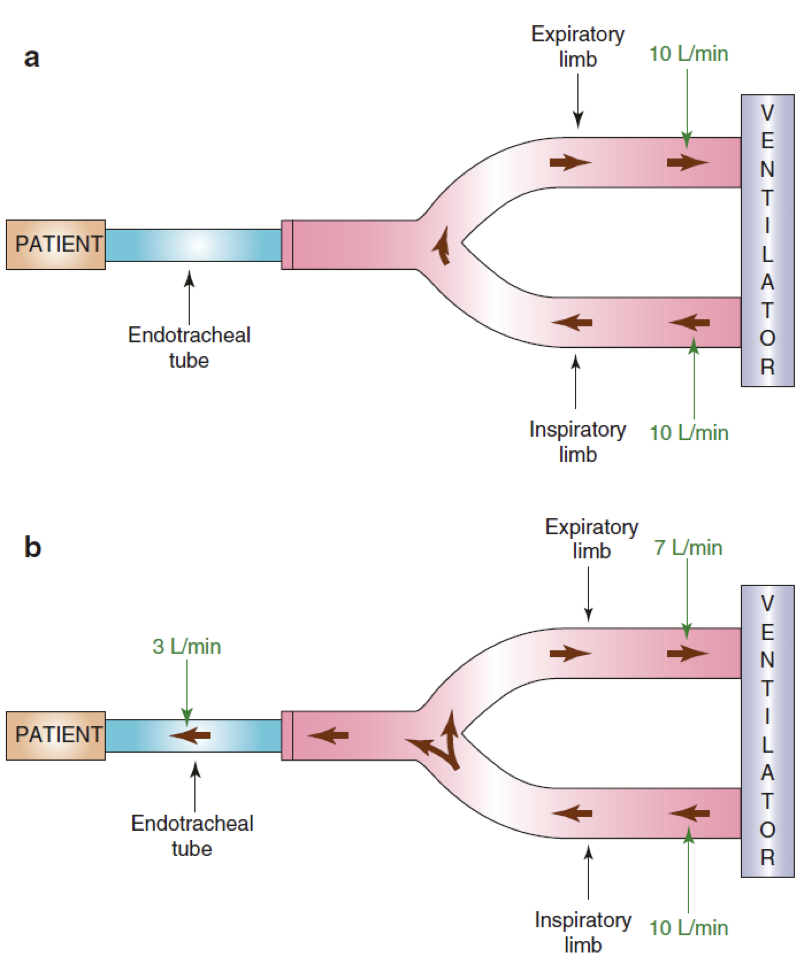 a
Expiratory
limb
10 L/min
VENTILATOR
PATIENT
Endotracheal
tube
Inspiratory
limb
10 L/min
b
Expiratory
limb
7 L/min
VENTILATOR
3 L/min
PATIENT
Endotracheal
tube
Inspiratory
limb
10 L/min